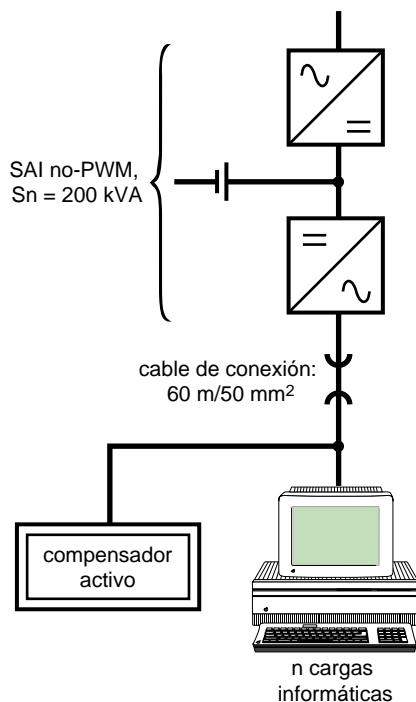 SAI no-PWM,
Sn = 200 kVA
cable de conexión:
60 m/50 mm2
compensador
activo
n cargas
informáticas